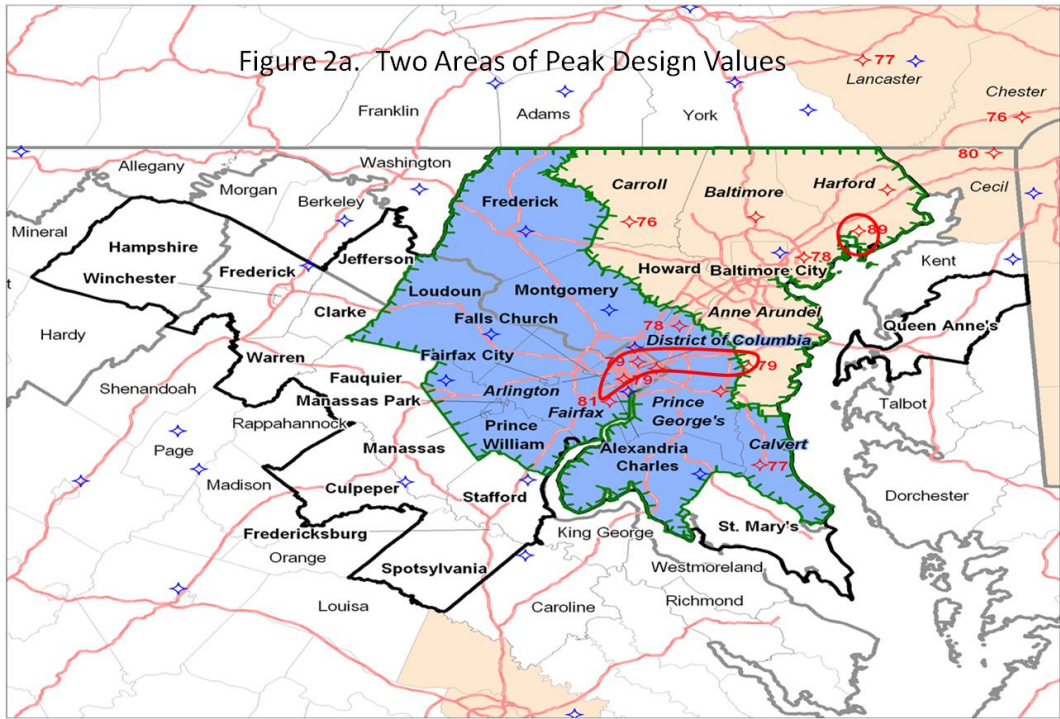 Figure 2a. Two Areas of Peak Design Values
77
Lancaster
Chester
Franklin
Adams
York
76
80
Allegany
Washington
Morgan
Carroll
Baltimore
Harford
Cecil
Berkeley
Frederick
Mineral
76
89
Hampshire
Jefferson
78
Kent
Winchester
Frederick
Howard
Baltimore City
Loudoun
Montgomery
Clarke
Falls Church
Anne Arundel
Hardy
78
Queen Anne's
District of Columbia
Warren
Fairfax City
9
79
Shenandoah
Fauquier
Arlington
79
Manassas Park
81
Fairfax
Prince
George's
Talbot
Rappahannock
Prince
William
Page
Manassas
Alexandria
Calvert
Charles
77
Madison
Culpeper
Stafford
Dorchester
Fredericksburg
King George
St. Mary's
Orange
Spotsylvania
Westmoreland
Louisa
Caroline
Richmond